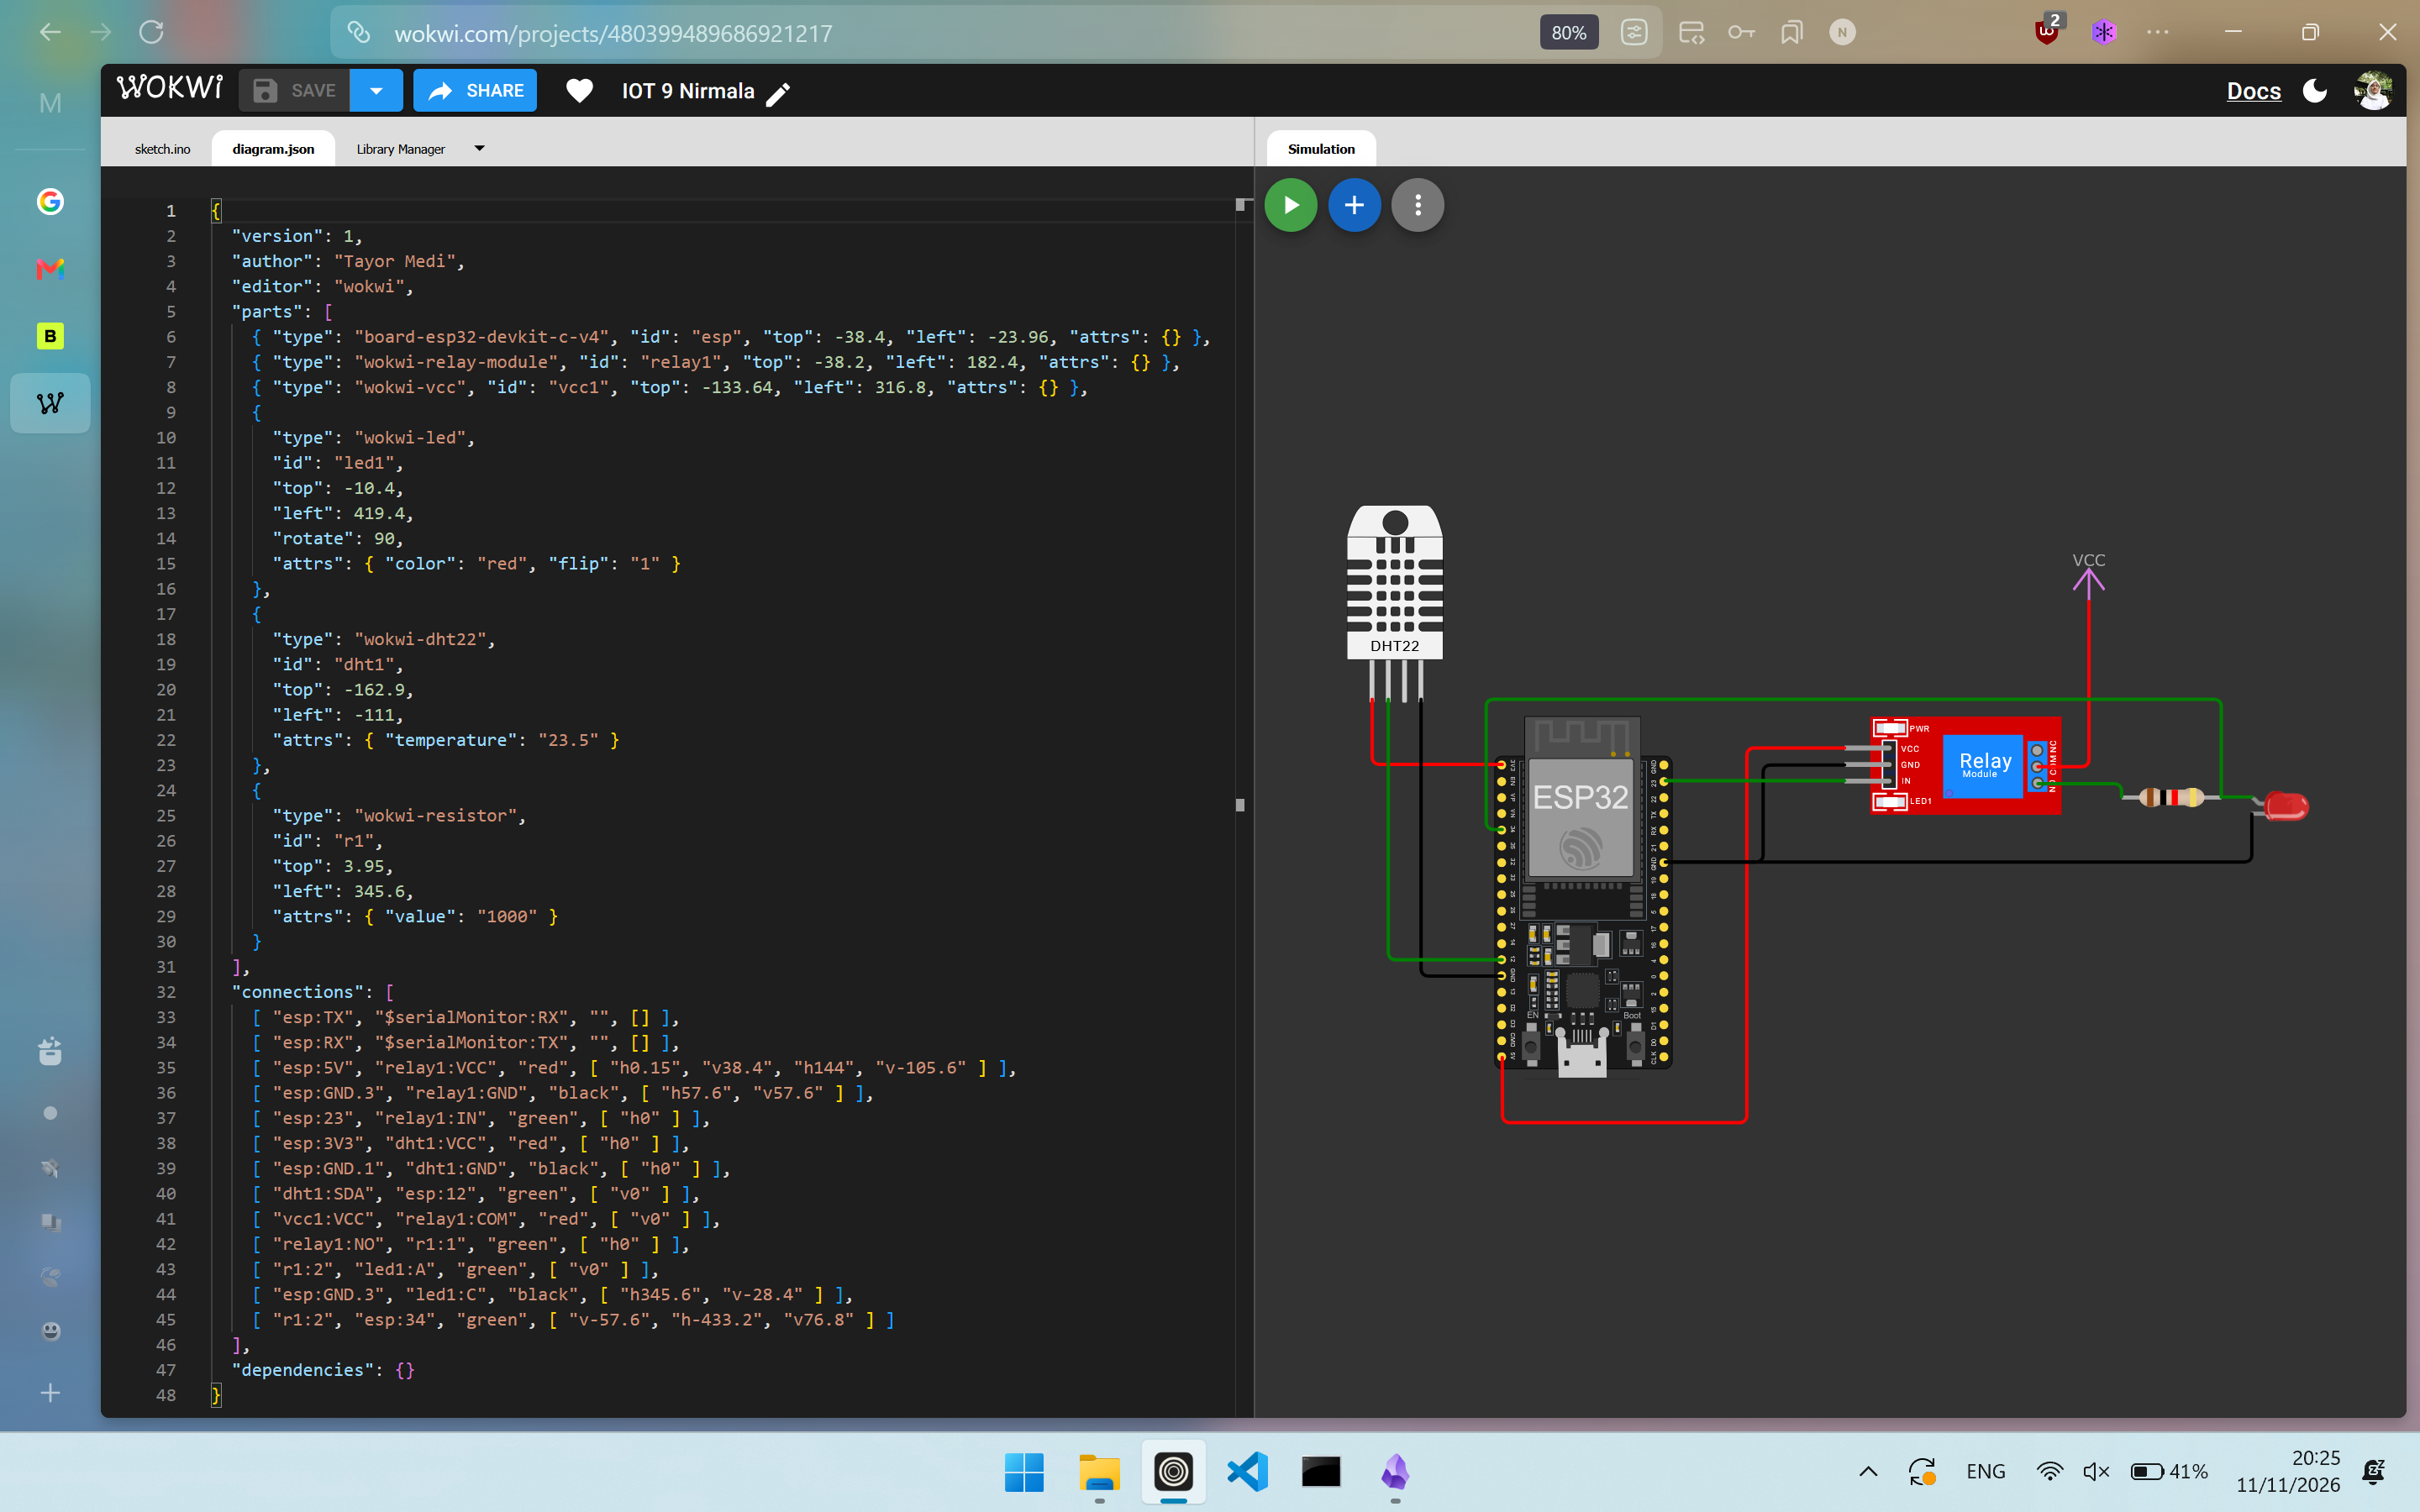 wokwi.com/projects/480399489686921217
80%
N
2
M
WOKWi
SAVE
SHARE
IOT 9 Nirmala
Docs
sketch.ino
diagram.json
Library Manager
Simulation
B
1 {
2 "version": 1,
3 "author": "Tayor Medi",
4 "editor": "wokwi",
5 "parts": [
6 { "type": "board-esp32-devkit-c-v4", "id": "esp", "top": -38.4, "left": -23.96, "attrs": {} },
7 { "type": "wokwi-relay-module", "id": "relay1", "top": -38.2, "left": 182.4, "attrs": {} },
8 { "type": "wokwi-vcc", "id": "vcc1", "top": -133.64, "left": 316.8, "attrs": {} },
9 {
10 "type": "wokwi-led",
11 "id": "led1",
12 "top": -10.4,
13 "left": 419.4,
14 "rotate": 90,
15 "attrs": { "color": "red", "flip": "1" }
16 },
17 {
18 "type": "wokwi-dht22",
19 "id": "dht1",
20 "top": -162.9,
21 "left": -111,
22 "attrs": { "temperature": "23.5" }
23 },
24 {
25 "type": "wokwi-resistor",
26 "id": "r1",
27 "top": 3.95,
28 "left": 345.6,
29 "attrs": { "value": "1000" }
30 }
31 ],
32 "connections": [
33 [ "esp:TX", "$serialMonitor:RX", "", [] ],
34 [ "esp:RX", "$serialMonitor:TX", "", [] ],
35 [ "esp:5V", "relay1:VCC", "red", [ "h0.15", "v38.4", "h144", "v-105.6" ] ],
36 [ "esp:GND.3", "relay1:GND", "black", [ "h57.6", "v57.6" ] ],
37 [ "esp:23", "relay1:IN", "green", [ "h0" ] ],
38 [ "esp:3V3", "dht1:VCC", "red", [ "h0" ] ],
39 [ "esp:GND.1", "dht1:GND", "black", [ "h0" ] ],
40 [ "dht1:SDA", "esp:12", "green", [ "v0" ] ],
41 [ "vcc1:VCC", "relay1:COM", "red", [ "v0" ] ],
42 [ "relay1:NO", "r1:1", "green", [ "h0" ] ],
43 [ "r1:2", "led1:A", "green", [ "v0" ] ],
44 [ "esp:GND.3", "led1:C", "black", [ "h345.6", "v-28.4" ] ],
45 [ "r1:2", "esp:34", "green", [ "v-57.6", "h-433.2", "v76.8" ] ]
46 ],
47 "dependencies": {}
48 }
DHT22
VCC
ESP32
EN
Boot
PWR
VCC
GND
IN
LED1
Relay
Module
NC
COM
NO
ENG
41%
20:25
11/11/2026